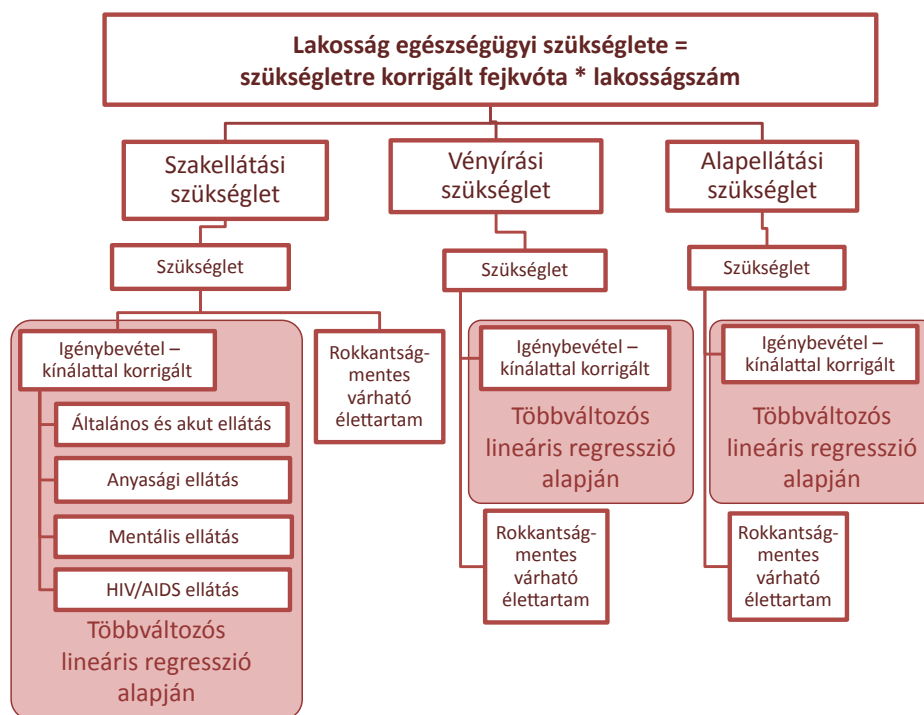 Lakosság egészségügyi szükséglete =
szükségletre korrigált fejkvóta * lakosságszám
Szakellátási
szükséglet
Vényírási
szükséglet
Alapellátási
szükséglet
Szükséglet
Szükséglet
Szükséglet
Igénybevétel –
kínálattal korrigált
Általános és akut ellátás
Anyasági ellátás
Mentális ellátás
HIV/AIDS ellátás
Többváltozós
lineáris regresszió
alapján
Rokkantság-
mentes
várható
élettartam
Igénybevétel –
kínálattal korrigált
Többváltozós
lineáris regresszió
alapján
Rokkantság-
mentes
várható
élettartam
Igénybevétel –
kínálattal korrigált
Többváltozós
lineáris regresszió
alapján
Rokkantság-
mentes
várható
élettartam